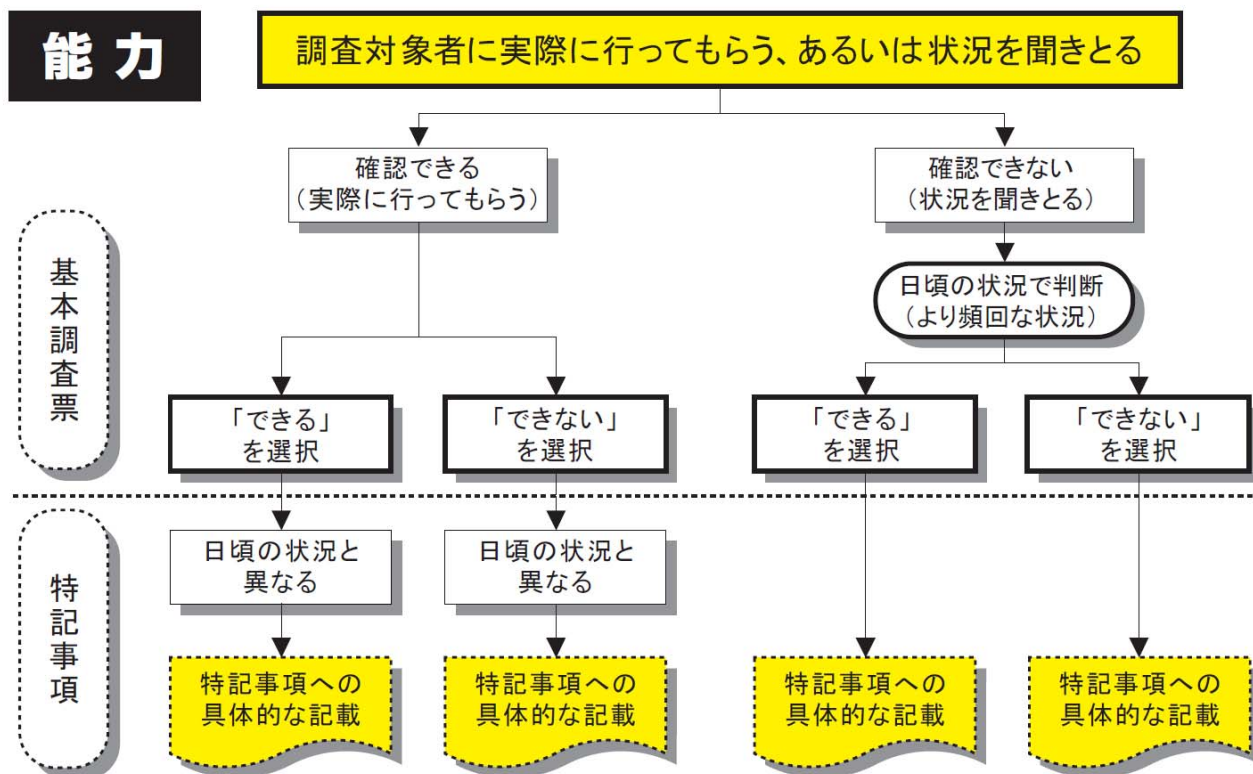 能力
調査対象者に実際に行ってもらう、あるいは状況を聞きとる
確認できる
（実際に行ってもらう）
確認できない
（状況を聞きとる）
日頃の状況で判断
（より頻回な状況）
基本調査票
「できる」
を選択
「できない」
を選択
「できる」
を選択
「できない」
を選択
特記事項
日頃の状況と
異なる
日頃の状況と
異なる
特記事項への
具体的な記載
特記事項への
具体的な記載
特記事項への
具体的な記載
特記事項への
具体的な記載